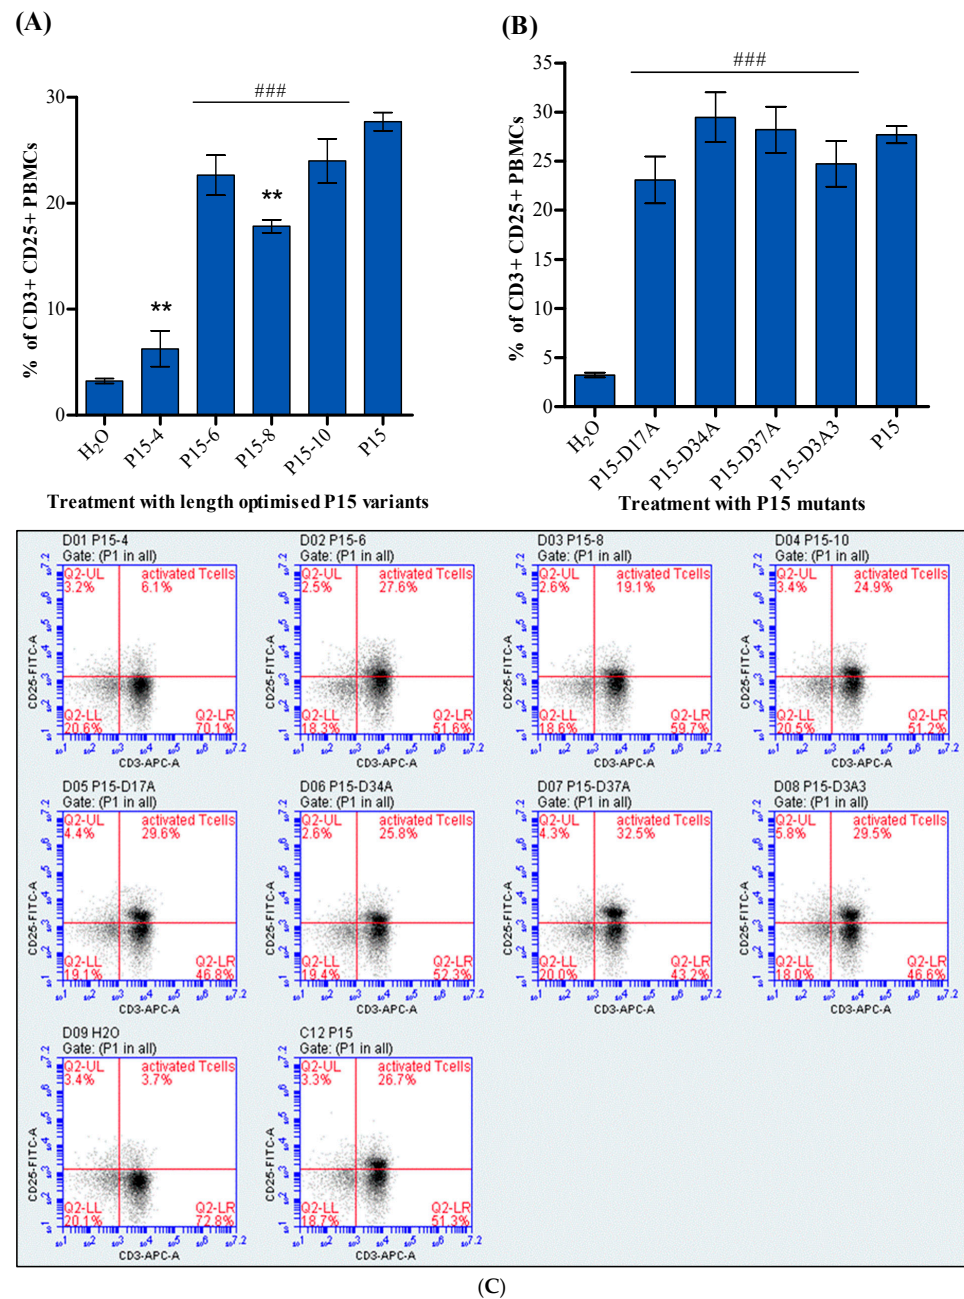 (A)
(B)
###
% of CD3+ CD25+ PBMCs
30
20
10
0
**
**
H2O
P15-4
P15-6
P15-8
P15-10
P15
Treatment with length optimised P15 variants
###
% of CD3+ CD25+ PBMCs
35
30
25
20
15
10
5
0
H2O
P15-D17A
P15-D34A
P15-D37A
P15-D3A3
P15
Treatment with P15 mutants
D01 P15-4
Gate: (P1 in all)
Q2-UL
3.2%
activated Tcells
6.1%
Q2-LL
20.6%
Q2-LR
70.1%
CD25-FITC-A
CD3-APC-A
D02 P15-6
Gate: (P1 in all)
Q2-UL
2.5%
activated Tcells
27.6%
Q2-LL
18.3%
Q2-LR
51.6%
CD25-FITC-A
CD3-APC-A
D03 P15-8
Gate: (P1 in all)
Q2-UL
2.6%
activated Tcells
19.1%
Q2-LL
18.6%
Q2-LR
59.7%
CD25-FITC-A
CD3-APC-A
D04 P15-10
Gate: (P1 in all)
Q2-UL
3.4%
activated Tcells
24.9%
Q2-LL
20.5%
Q2-LR
51.2%
CD25-FITC-A
CD3-APC-A
D05 P15-D17A
Gate: (P1 in all)
Q2-UL
4.4%
activated Tcells
29.6%
Q2-LL
19.1%
Q2-LR
46.8%
CD25-FITC-A
CD3-APC-A
D06 P15-D34A
Gate: (P1 in all)
Q2-UL
2.6%
activated Tcells
25.8%
Q2-LL
19.4%
Q2-LR
52.3%
CD25-FITC-A
CD3-APC-A
D07 P15-D37A
Gate: (P1 in all)
Q2-UL
4.3%
activated Tcells
32.5%
Q2-LL
20.0%
Q2-LR
43.2%
CD25-FITC-A
CD3-APC-A
D08 P15-D3A3
Gate: (P1 in all)
Q2-UL
5.8%
activated Tcells
29.5%
Q2-LL
18.0%
Q2-LR
46.6%
CD25-FITC-A
CD3-APC-A
D09 H2O
Gate: (P1 in all)
Q2-UL
3.4%
activated Tcells
3.7%
Q2-LL
20.1%
Q2-LR
72.8%
CD25-FITC-A
CD3-APC-A
C12 P15
Gate: (P1 in all)
Q2-UL
3.3%
activated Tcells
26.7%
Q2-LL
18.7%
Q2-LR
51.3%
CD25-FITC-A
CD3-APC-A
(C)